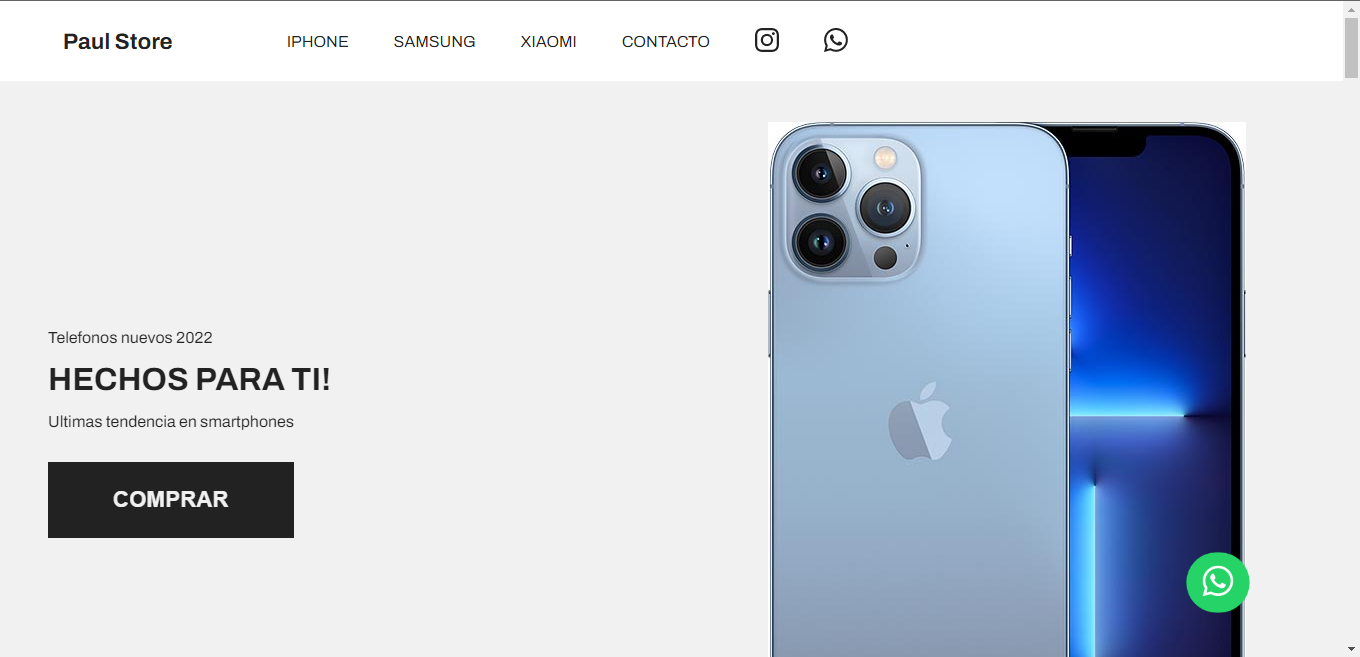 Paul Store
IPHONE SAMSUNG XIAOMI CONTACTO
Telefonos nuevos 2022
HECHOS PARA TI!
Ultimas tendencia en smartphones
COMPRAR